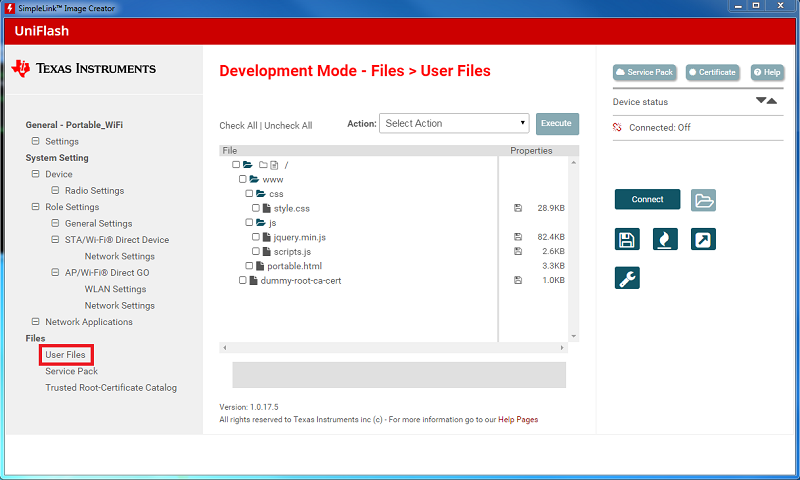 SimpleLink™ Image Creator
UniFlash
TEXAS INSTRUMENTS
General - Portable_WiFi
Settings
System Setting
Device
Radio Settings
Role Settings
General Settings
STA/Wi-Fi® Direct Device
Network Settings
AP/Wi-Fi® Direct GO
WLAN Settings
Network Settings
Network Applications
Files
User Files
Service Pack
Trusted Root-Certificate Catalog
Development Mode - Files > User Files
Check All | Uncheck All Action: Select Action Execute
File Properties
/
www
css
style.css 28.9KB
js
jquery.min.js 82.4KB
scripts.js 2.6KB
portable.html 3.3KB
dummy-root-ca-cert 1.0KB
Version: 1.0.17.5
All rights reserved to Texas Instruments inc (c) - For more information go to our Help Pages
Service Pack Certificate Help
Device status
Connected: Off
Connect